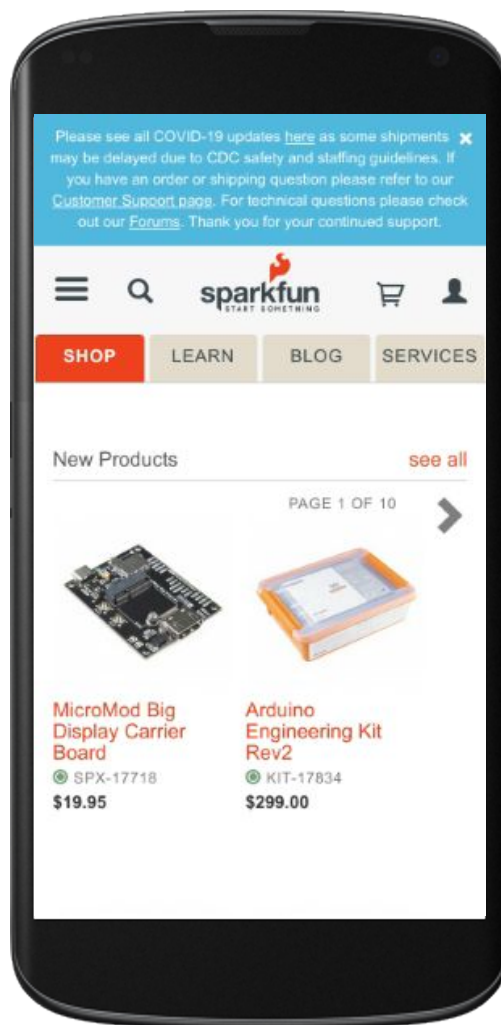 Please see all COVID-19 updates here as some shipments
may be delayed due to CDC safety and staffing guidelines. If
you have an order or shipping question please refer to our
Customer Support page. For technical questions please check
out our Forums. Thank you for your continued support.
sparkfun
START SOMETHING
SHOP LEARN BLOG SERVICES
New Products see all
PAGE 1 OF 10
MicroMod Big
Display Carrier
Board
SPX-17718
$19.95
Arduino
Engineering Kit
Rev2
KIT-17834
$299.00